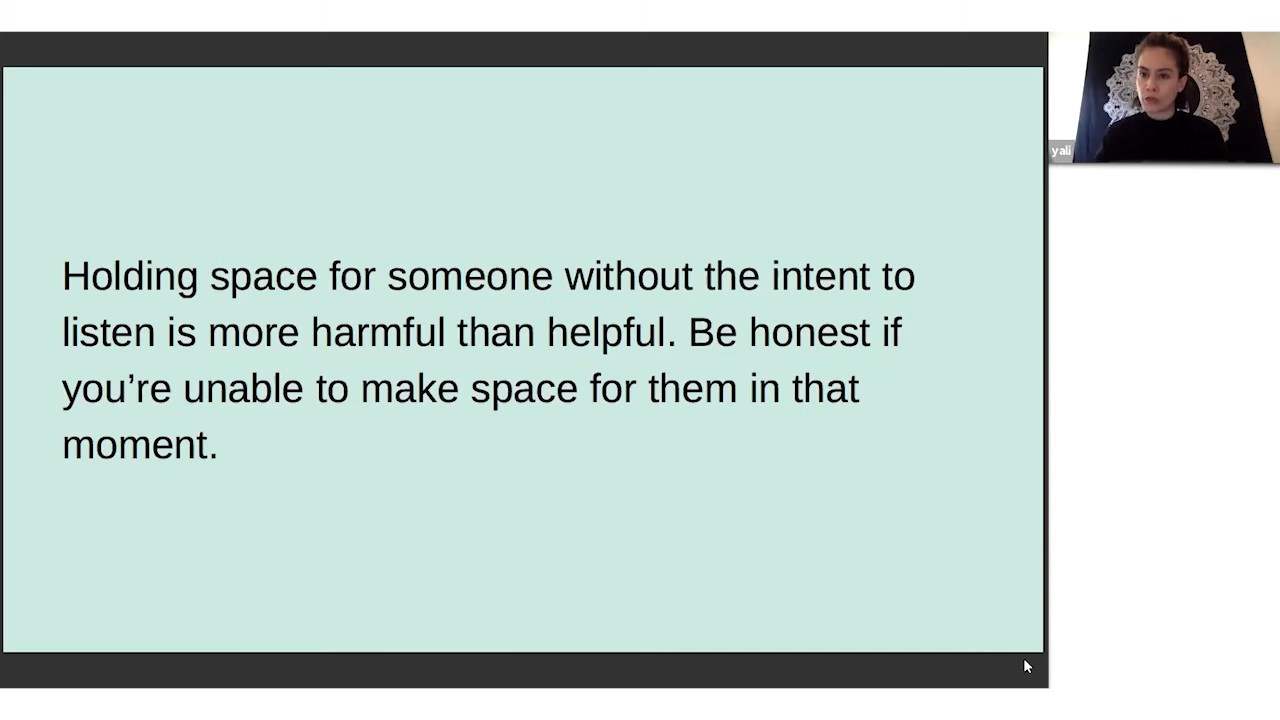 Holding space for someone without the intent to
listen is more harmful than helpful. Be honest if
you’re unable to make space for them in that
moment.
yali